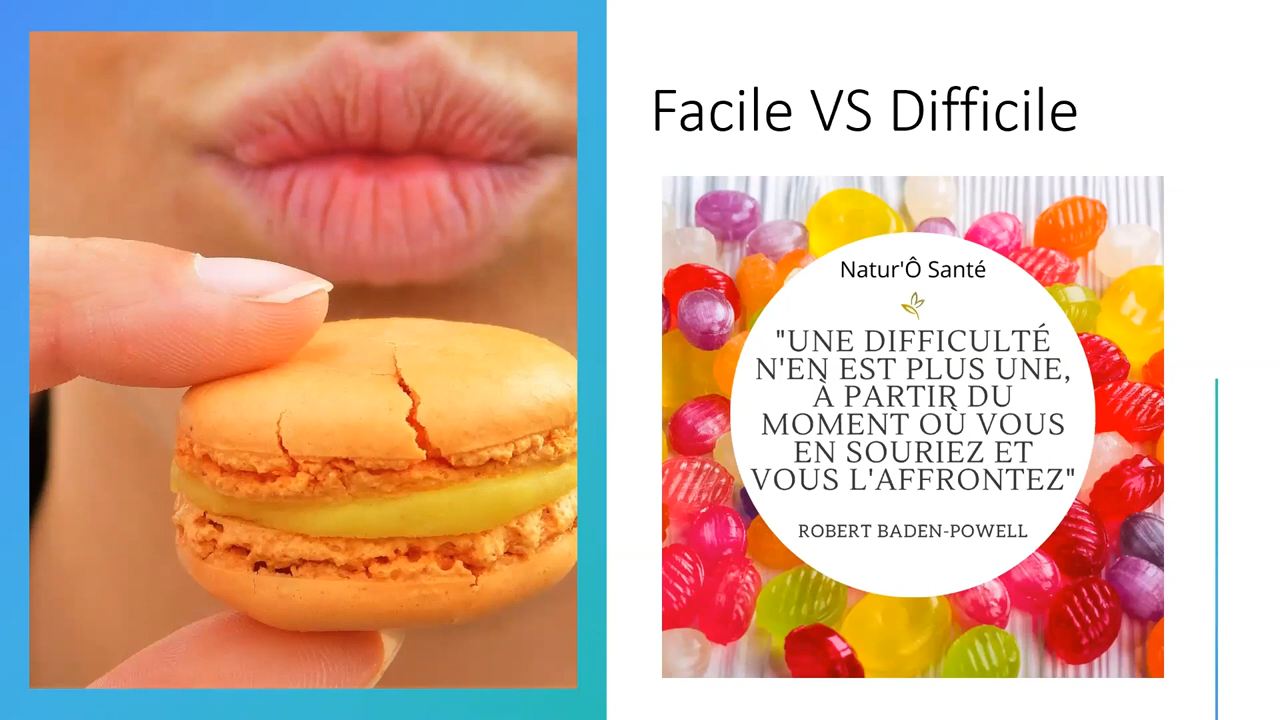 Facile VS Difficile
Natur'Ô Santé
"UNE DIFFICULTÉ
N'EN EST PLUS UNE,
À PARTIR DU
MOMENT OÙ VOUS
EN SOURIEZ ET
VOUS L'AFFRONTEZ"
ROBERT BADEN-POWELL